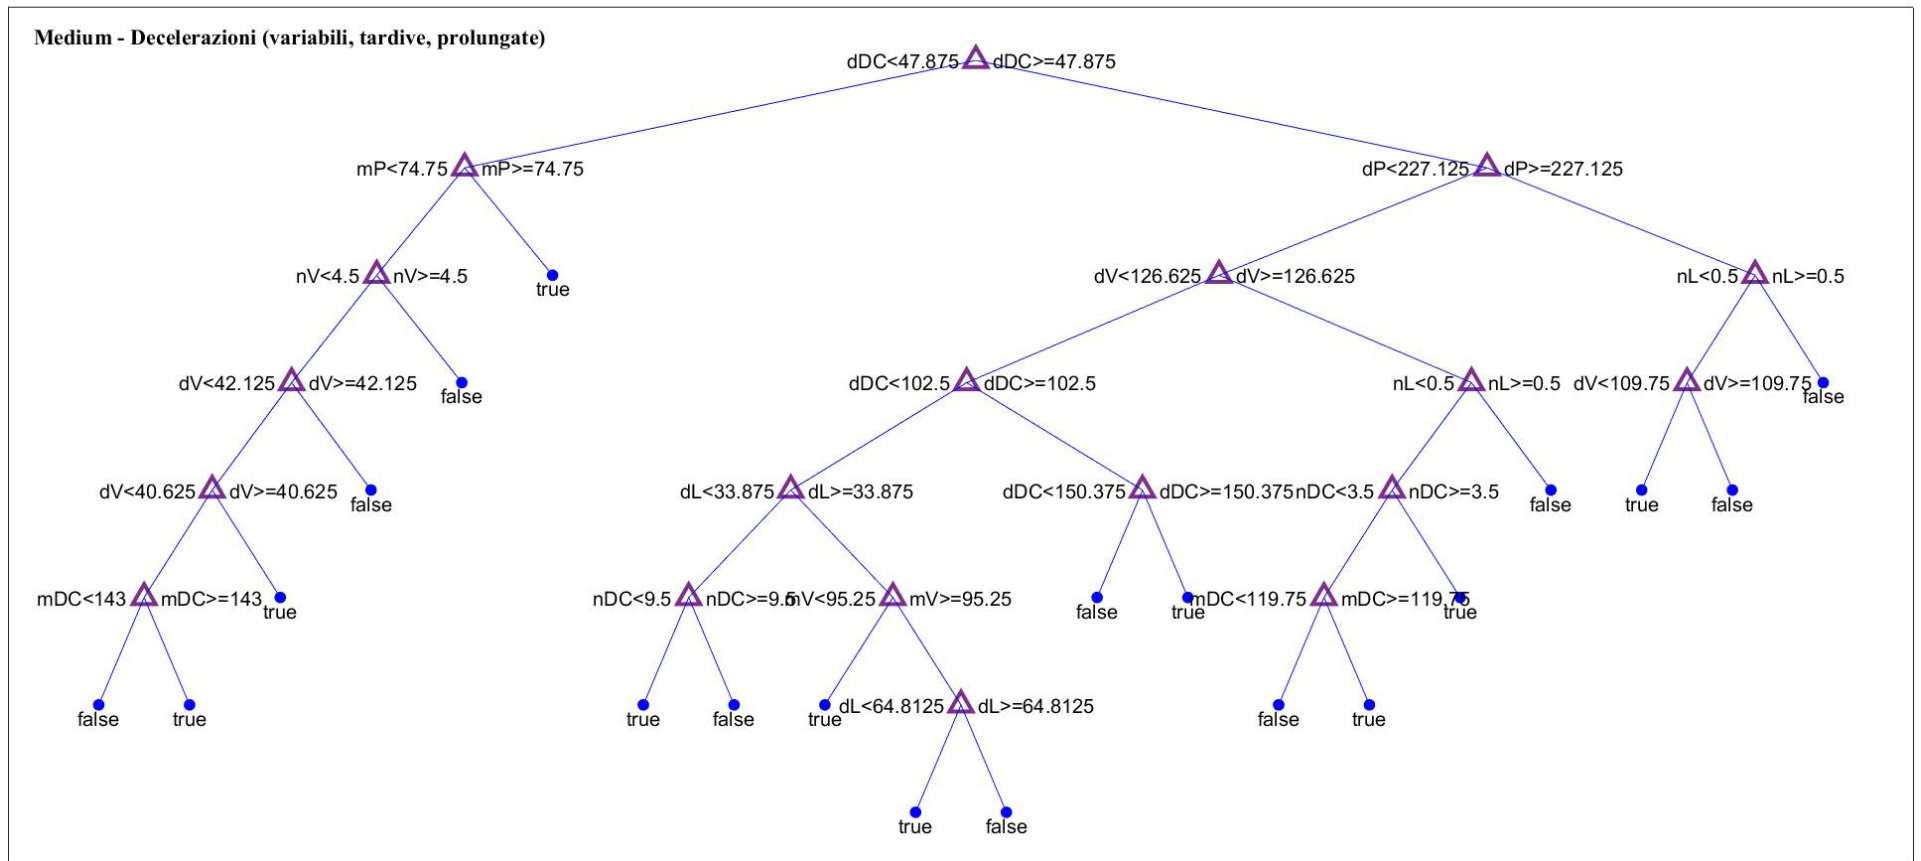 Medium - Decelerazioni (variabili, tardive, prolungate)
dDC<47.875 dDC>=47.875
mP<74.75 mP>=74.75 dP<227.125 dP>=227.125
nV<4.5 nV>=4.5 true dV<126.625 dV>=126.625 nL<0.5 nL>=0.5
dV<42.125 dV>=42.125 false dDC<102.5 dDC>=102.5 nL<0.5 nL>=0.5 dV<109.75 dV>=109.75 false
dV<40.625 dV>=40.625 false dL<33.875 dL>=33.875 dDC<150.375 dDC>=150.375 nDC<3.5 nDC>=3.5 false true false
mDC<143 mDC>=143 true nDC<9.5 nDC>=9.5 mV<95.25 mV>=95.25 false true mDC<119.75 mDC>=119.75 true
false true true false true dL<64.8125 dL>=64.8125 false true
true false